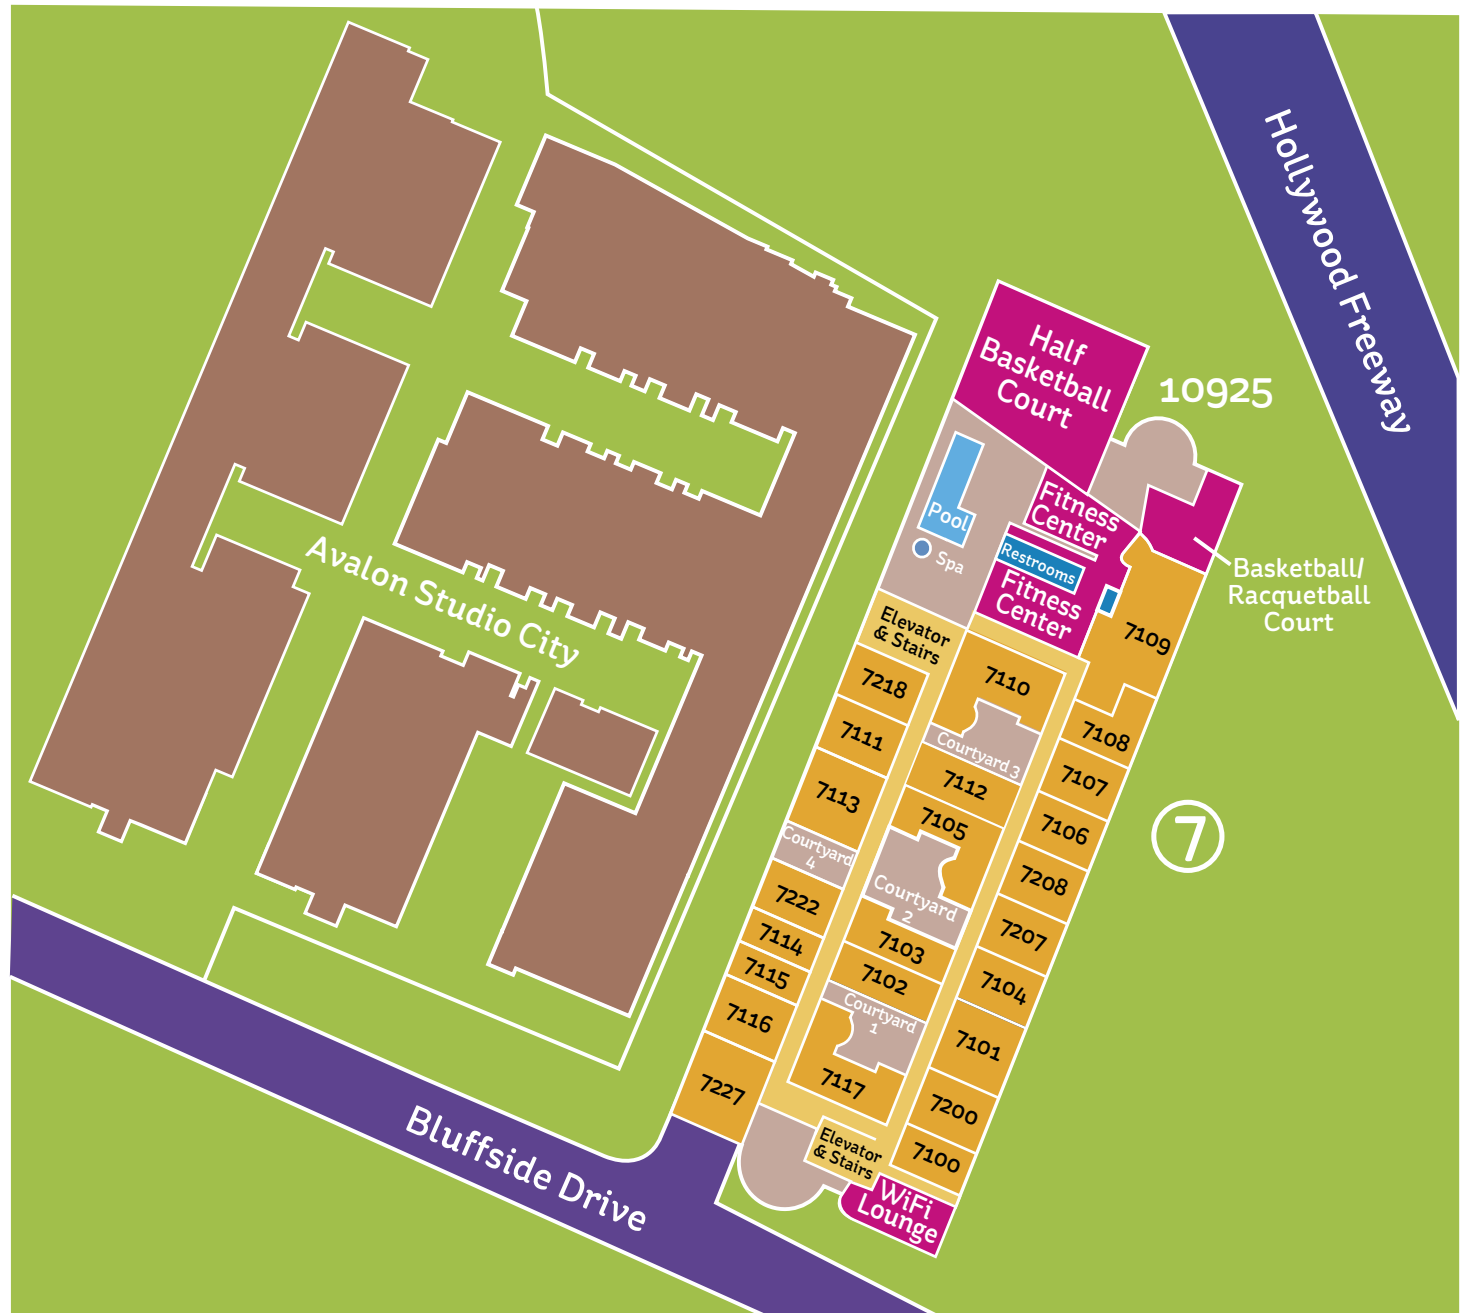 Hollywood Freeway
Half
Basketball
Court
10925
Fitness
Center
Pool
Restrooms
Spa
Fitness
Center
Basketball/
Racquetball
Court
Avalon Studio City
Elevator
& Stairs
7109
7218
7110
7111
Courtyard 3
7108
7113
7112
7107
7105
7106
7
Courtyard
4
7208
7222
Courtyard
2
7207
7114
7103
7115
7102
7104
7116
Courtyard
1
7101
7227
7117
7200
Elevator
& Stairs
7100
WiFi
Lounge
Bluffside Drive